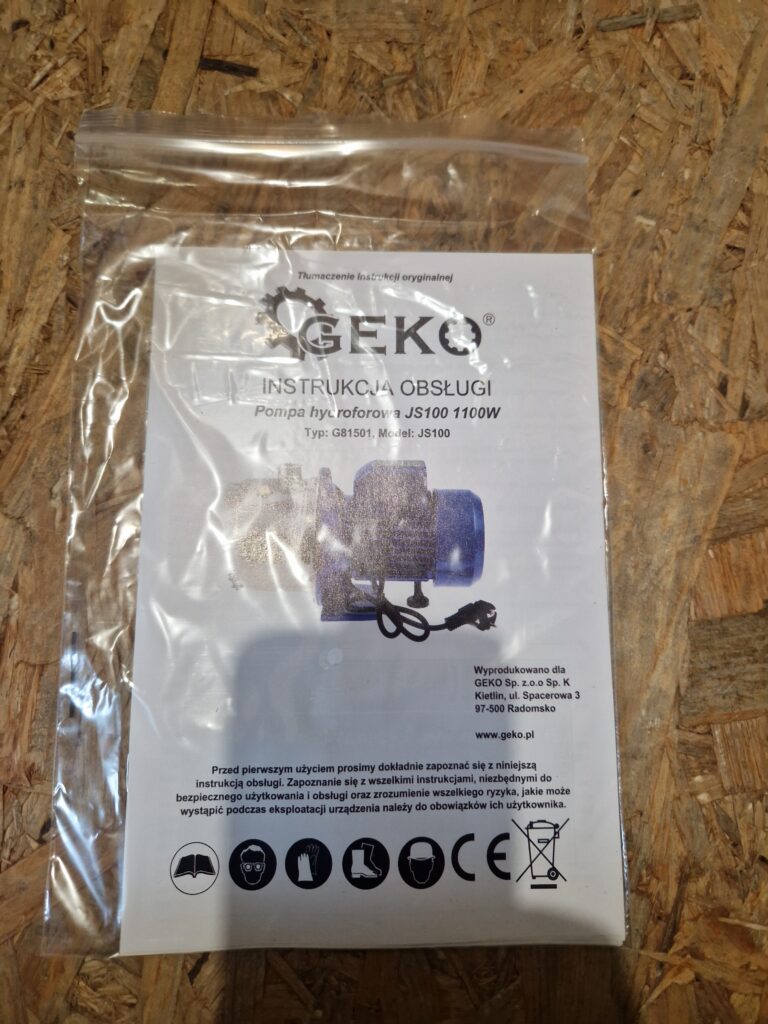 Tłumaczenie instrukcji oryginalnej
GEKO®
INSTRUKCJA OBSŁUGI
Pompa hydroforowa JS100 1100W
Typ: G81501, Model: JS100
Wyprodukowano dla
GEKO Sp. z.o.o Sp. K
Kietlin, ul. Spacerowa 3
97-500 Radomsko
www.geko.pl
Przed pierwszym użyciem prosimy dokładnie zapoznać się z niniejszą
instrukcją obsługi. Zapoznanie się z wszelkimi instrukcjami, niezbędnymi do
bezpiecznego użytkowania i obsługi oraz zrozumienie wszelkiego ryzyka, jakie może
wystąpić podczas eksploatacji urządzenia należy do obowiązków ich użytkownika.
CE